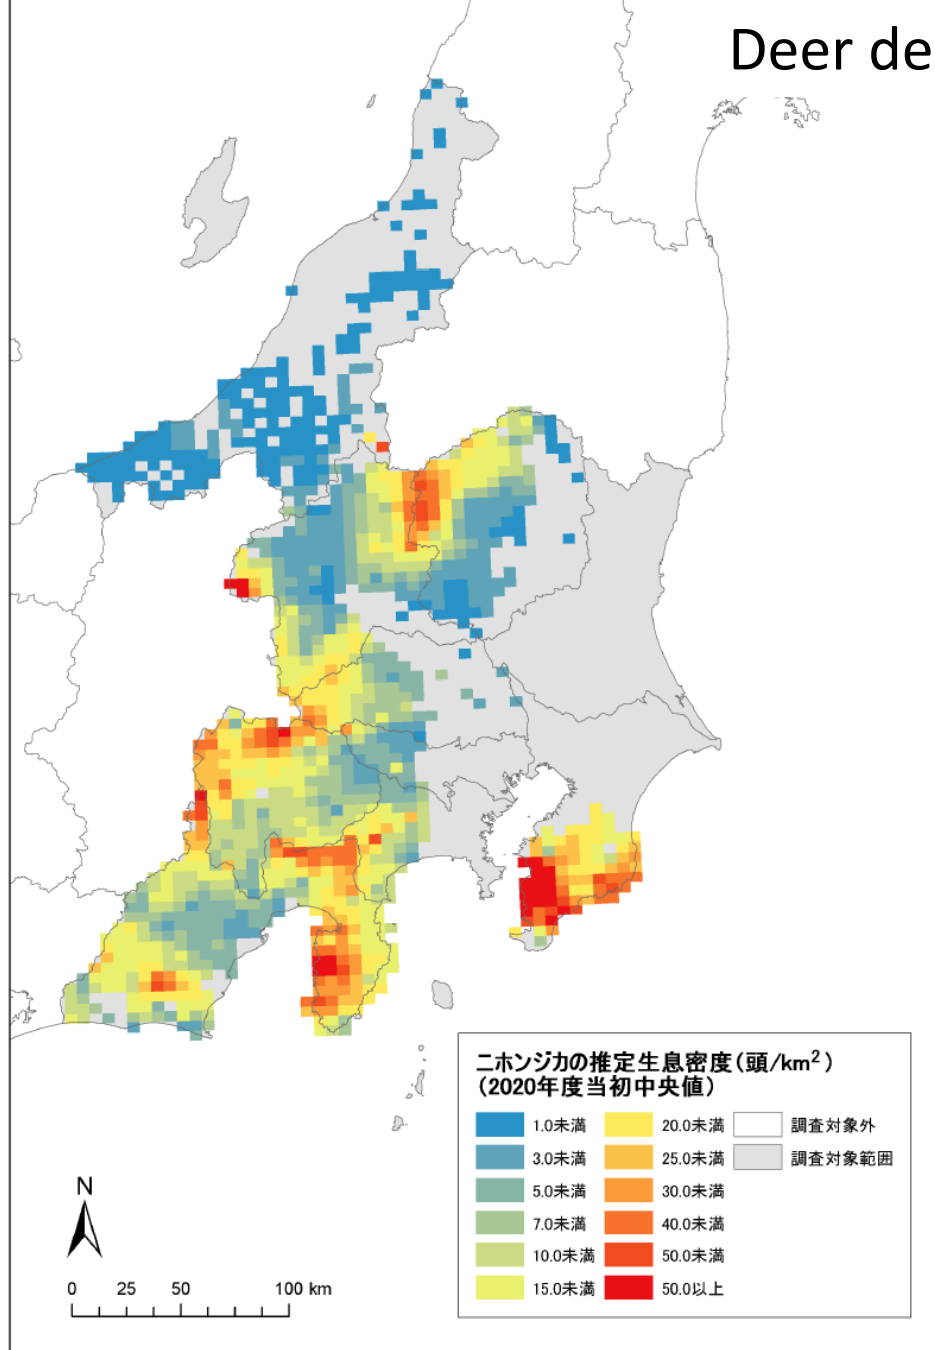 Deer de
ニホンジカの推定生息密度（頭/km²）
（2020年度当初中央値）
1.0未満 20.0未満 調査対象外
3.0未満 25.0未満 調査対象範囲
5.0未満 30.0未満
7.0未満 40.0未満
10.0未満 50.0未満
15.0未満 50.0以上
N
0 25 50 100 km